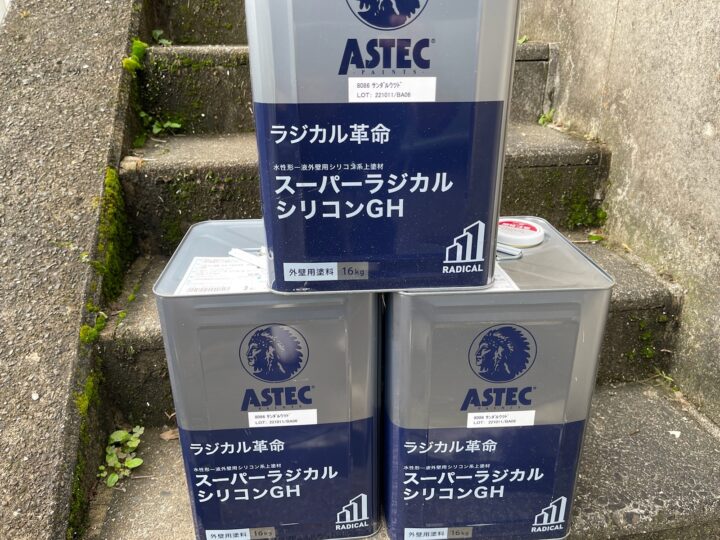 ASTEC®
PAINTS
8086 ｻﾝﾀﾞﾙｳｯﾄﾞ
LOT: 221011/BA06
ラジカル革命
水性形一液外壁用シリコン系上塗材
スーパーラジカル
シリコンGH
外壁用塗料 16kg
RADICAL
ASTEC®
8086 ｻﾝﾀﾞﾙｳｯﾄﾞ
LOT: 221011/BA06
ラジカル革命
水性形一液外壁用シリコン系上塗材
スーパーラジカル
シリコンGH
外壁用塗料 16kg
RADICAL
ASTEC®
8086 ｻﾝﾀﾞﾙｳｯﾄﾞ
LOT: 221011/BA06
ラジカル革命
水性形一液外壁用シリコン系上塗材
スーパーラジカル
シリコンGH
外壁用塗料 16kg
RADICAL